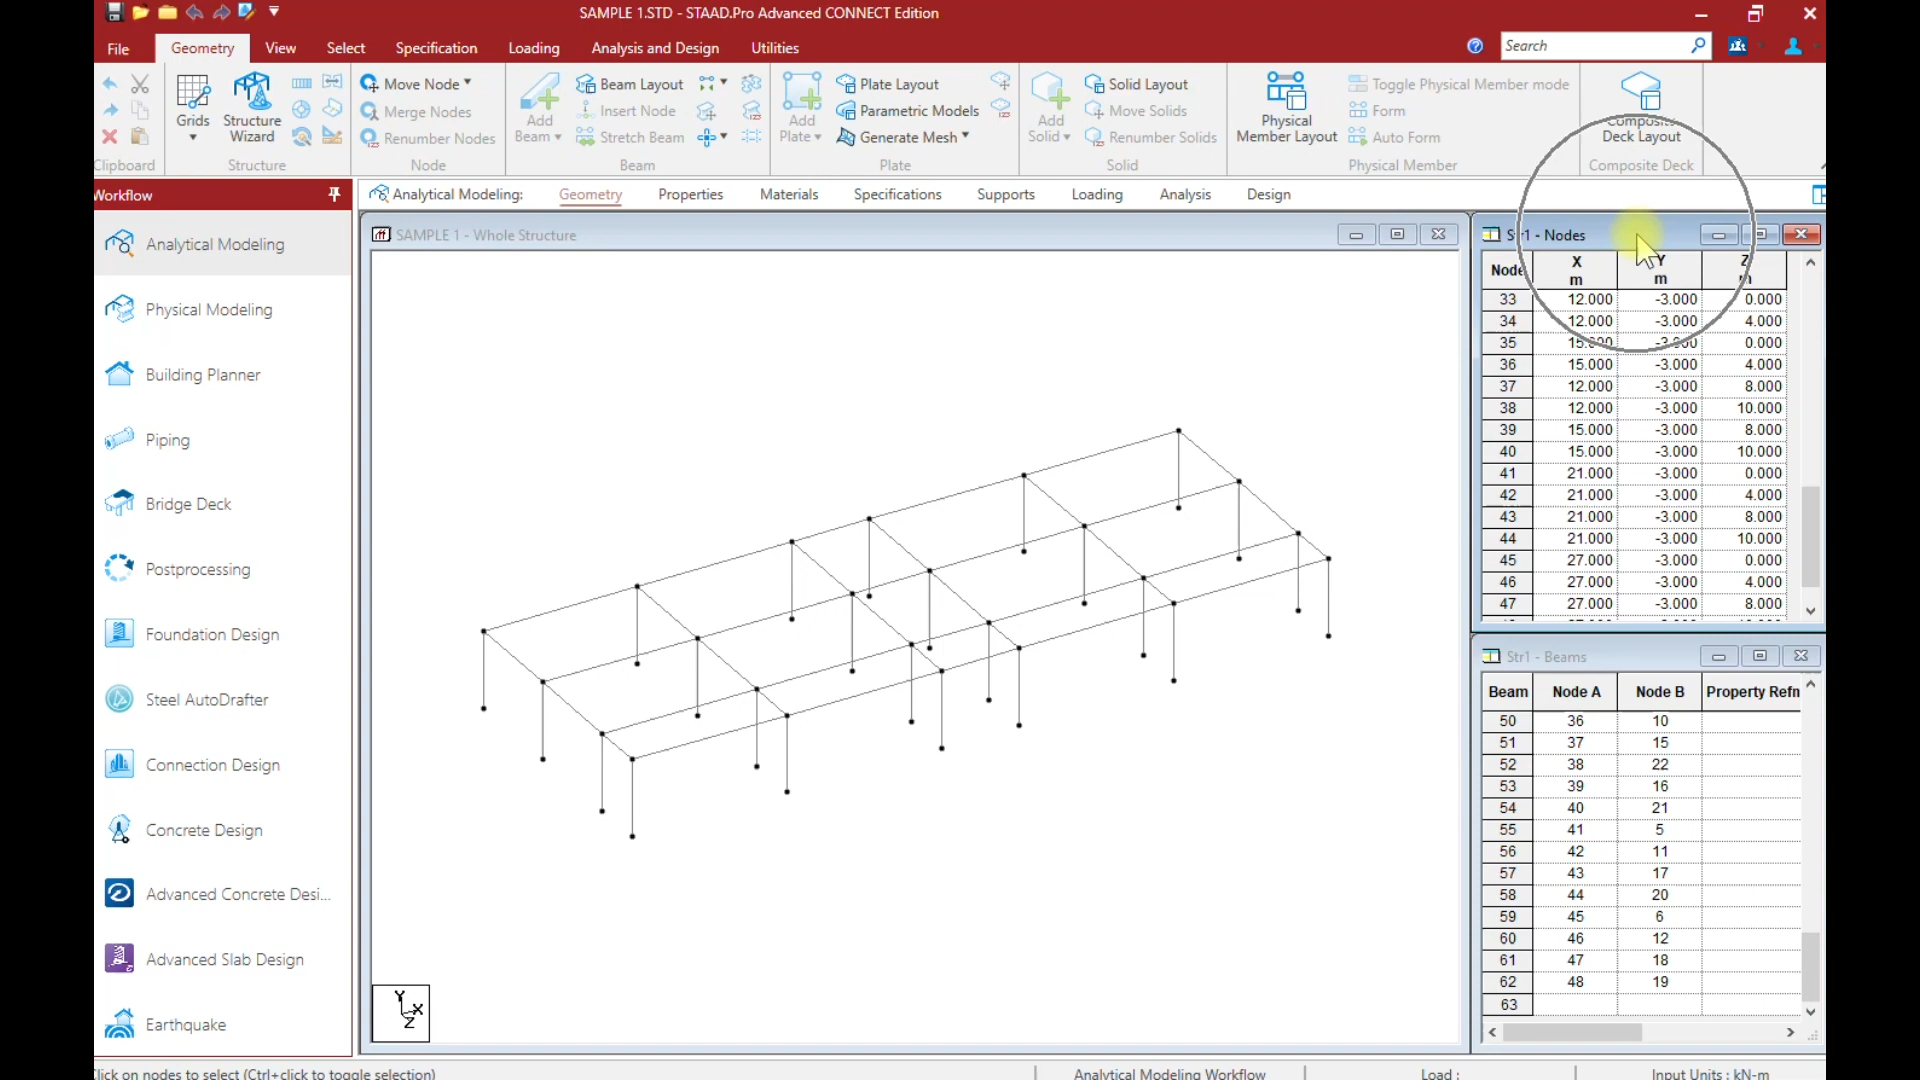 SAMPLE 1.STD - STAAD.Pro Advanced CONNECT Edition
File Geometry View Select Specification Loading Analysis and Design Utilities Search
Grids
Structure Wizard
Move Node
Merge Nodes
Renumber Nodes
Add Beam
Beam Layout
Insert Node
Stretch Beam
Add Plate
Plate Layout
Parametric Models
Generate Mesh
Add Solid
Solid Layout
Move Solids
Renumber Solids
Physical Member Layout
Toggle Physical Member mode
Form
Auto Form
Composite Deck Layout
Clipboard Structure Node Beam Plate Solid Physical Member Composite Deck
Workflow
Analytical Modeling
Physical Modeling
Building Planner
Piping
Bridge Deck
Postprocessing
Foundation Design
Steel AutoDrafter
Connection Design
Concrete Design
Advanced Concrete Desi...
Advanced Slab Design
Earthquake
Analytical Modeling: Geometry Properties Materials Specifications Supports Loading Analysis Design
SAMPLE 1 - Whole Structure
Y
X
Z
Str1 - Nodes
Node X m Y m Z m
33 12.000 -3.000 0.000
34 12.000 -3.000 4.000
35 15.000 -3.000 0.000
36 15.000 -3.000 4.000
37 12.000 -3.000 8.000
38 12.000 -3.000 10.000
39 15.000 -3.000 8.000
40 15.000 -3.000 10.000
41 21.000 -3.000 0.000
42 21.000 -3.000 4.000
43 21.000 -3.000 8.000
44 21.000 -3.000 10.000
45 27.000 -3.000 0.000
46 27.000 -3.000 4.000
47 27.000 -3.000 8.000
Str1 - Beams
Beam Node A Node B Property Refn
50 36 10
51 37 15
52 38 22
53 39 16
54 40 21
55 41 5
56 42 11
57 43 17
58 44 20
59 45 6
60 46 12
61 47 18
62 48 19
63
Click on nodes to select (Ctrl+click to toggle selection) Analytical Modeling Workflow Load : Input Units : kN-m